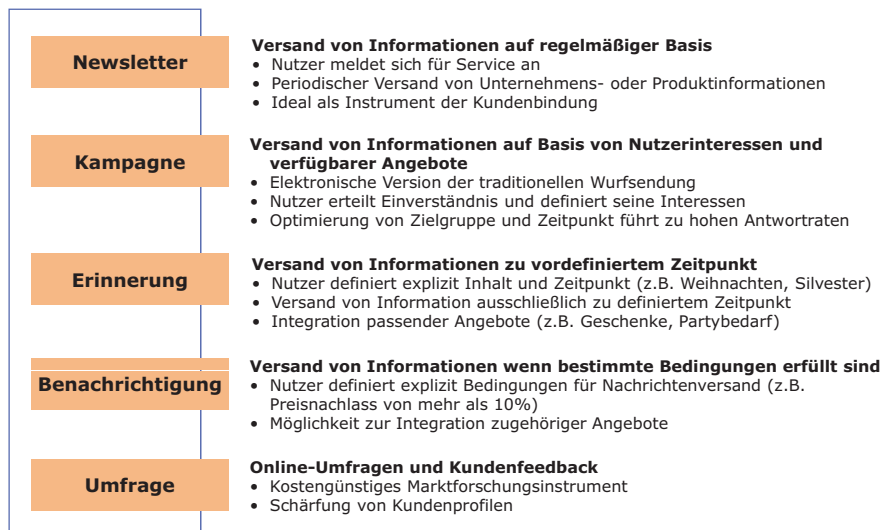 Newsletter
Versand von Informationen auf regelmäßiger Basis
• Nutzer meldet sich für Service an
• Periodischer Versand von Unternehmens- oder Produktinformationen
• Ideal als Instrument der Kundenbindung
Kampagne
Versand von Informationen auf Basis von Nutzerinteressen und
verfügbarer Angebote
• Elektronische Version der traditionellen Wurfsendung
• Nutzer erteilt Einverständnis und definiert seine Interessen
• Optimierung von Zielgruppe und Zeitpunkt führt zu hohen Antwortraten
Erinnerung
Versand von Informationen zu vordefiniertem Zeitpunkt
• Nutzer definiert explizit Inhalt und Zeitpunkt (z.B. Weihnachten, Silvester)
• Versand von Information ausschließlich zu definiertem Zeitpunkt
• Integration passender Angebote (z.B. Geschenke, Partybedarf)
Benachrichtigung
Versand von Informationen wenn bestimmte Bedingungen erfüllt sind
• Nutzer definiert explizit Bedingungen für Nachrichtenversand (z.B.
Preisnachlass von mehr als 10%)
• Möglichkeit zur Integration zugehöriger Angebote
Umfrage
Online-Umfragen und Kundenfeedback
• Kostengünstiges Marktforschungsinstrument
• Schärfung von Kundenprofilen